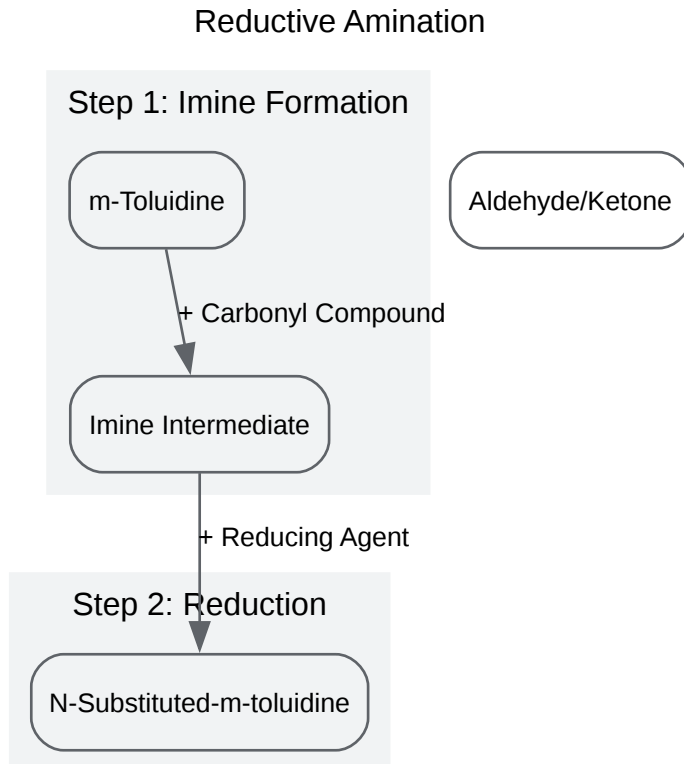 Reductive Amination
Step 1: Imine Formation
m-Toluidine
Aldehyde/Ketone
+ Carbonyl Compound
Imine Intermediate
+ Reducing Agent
Step 2: Reduction
N-Substituted-m-toluidine